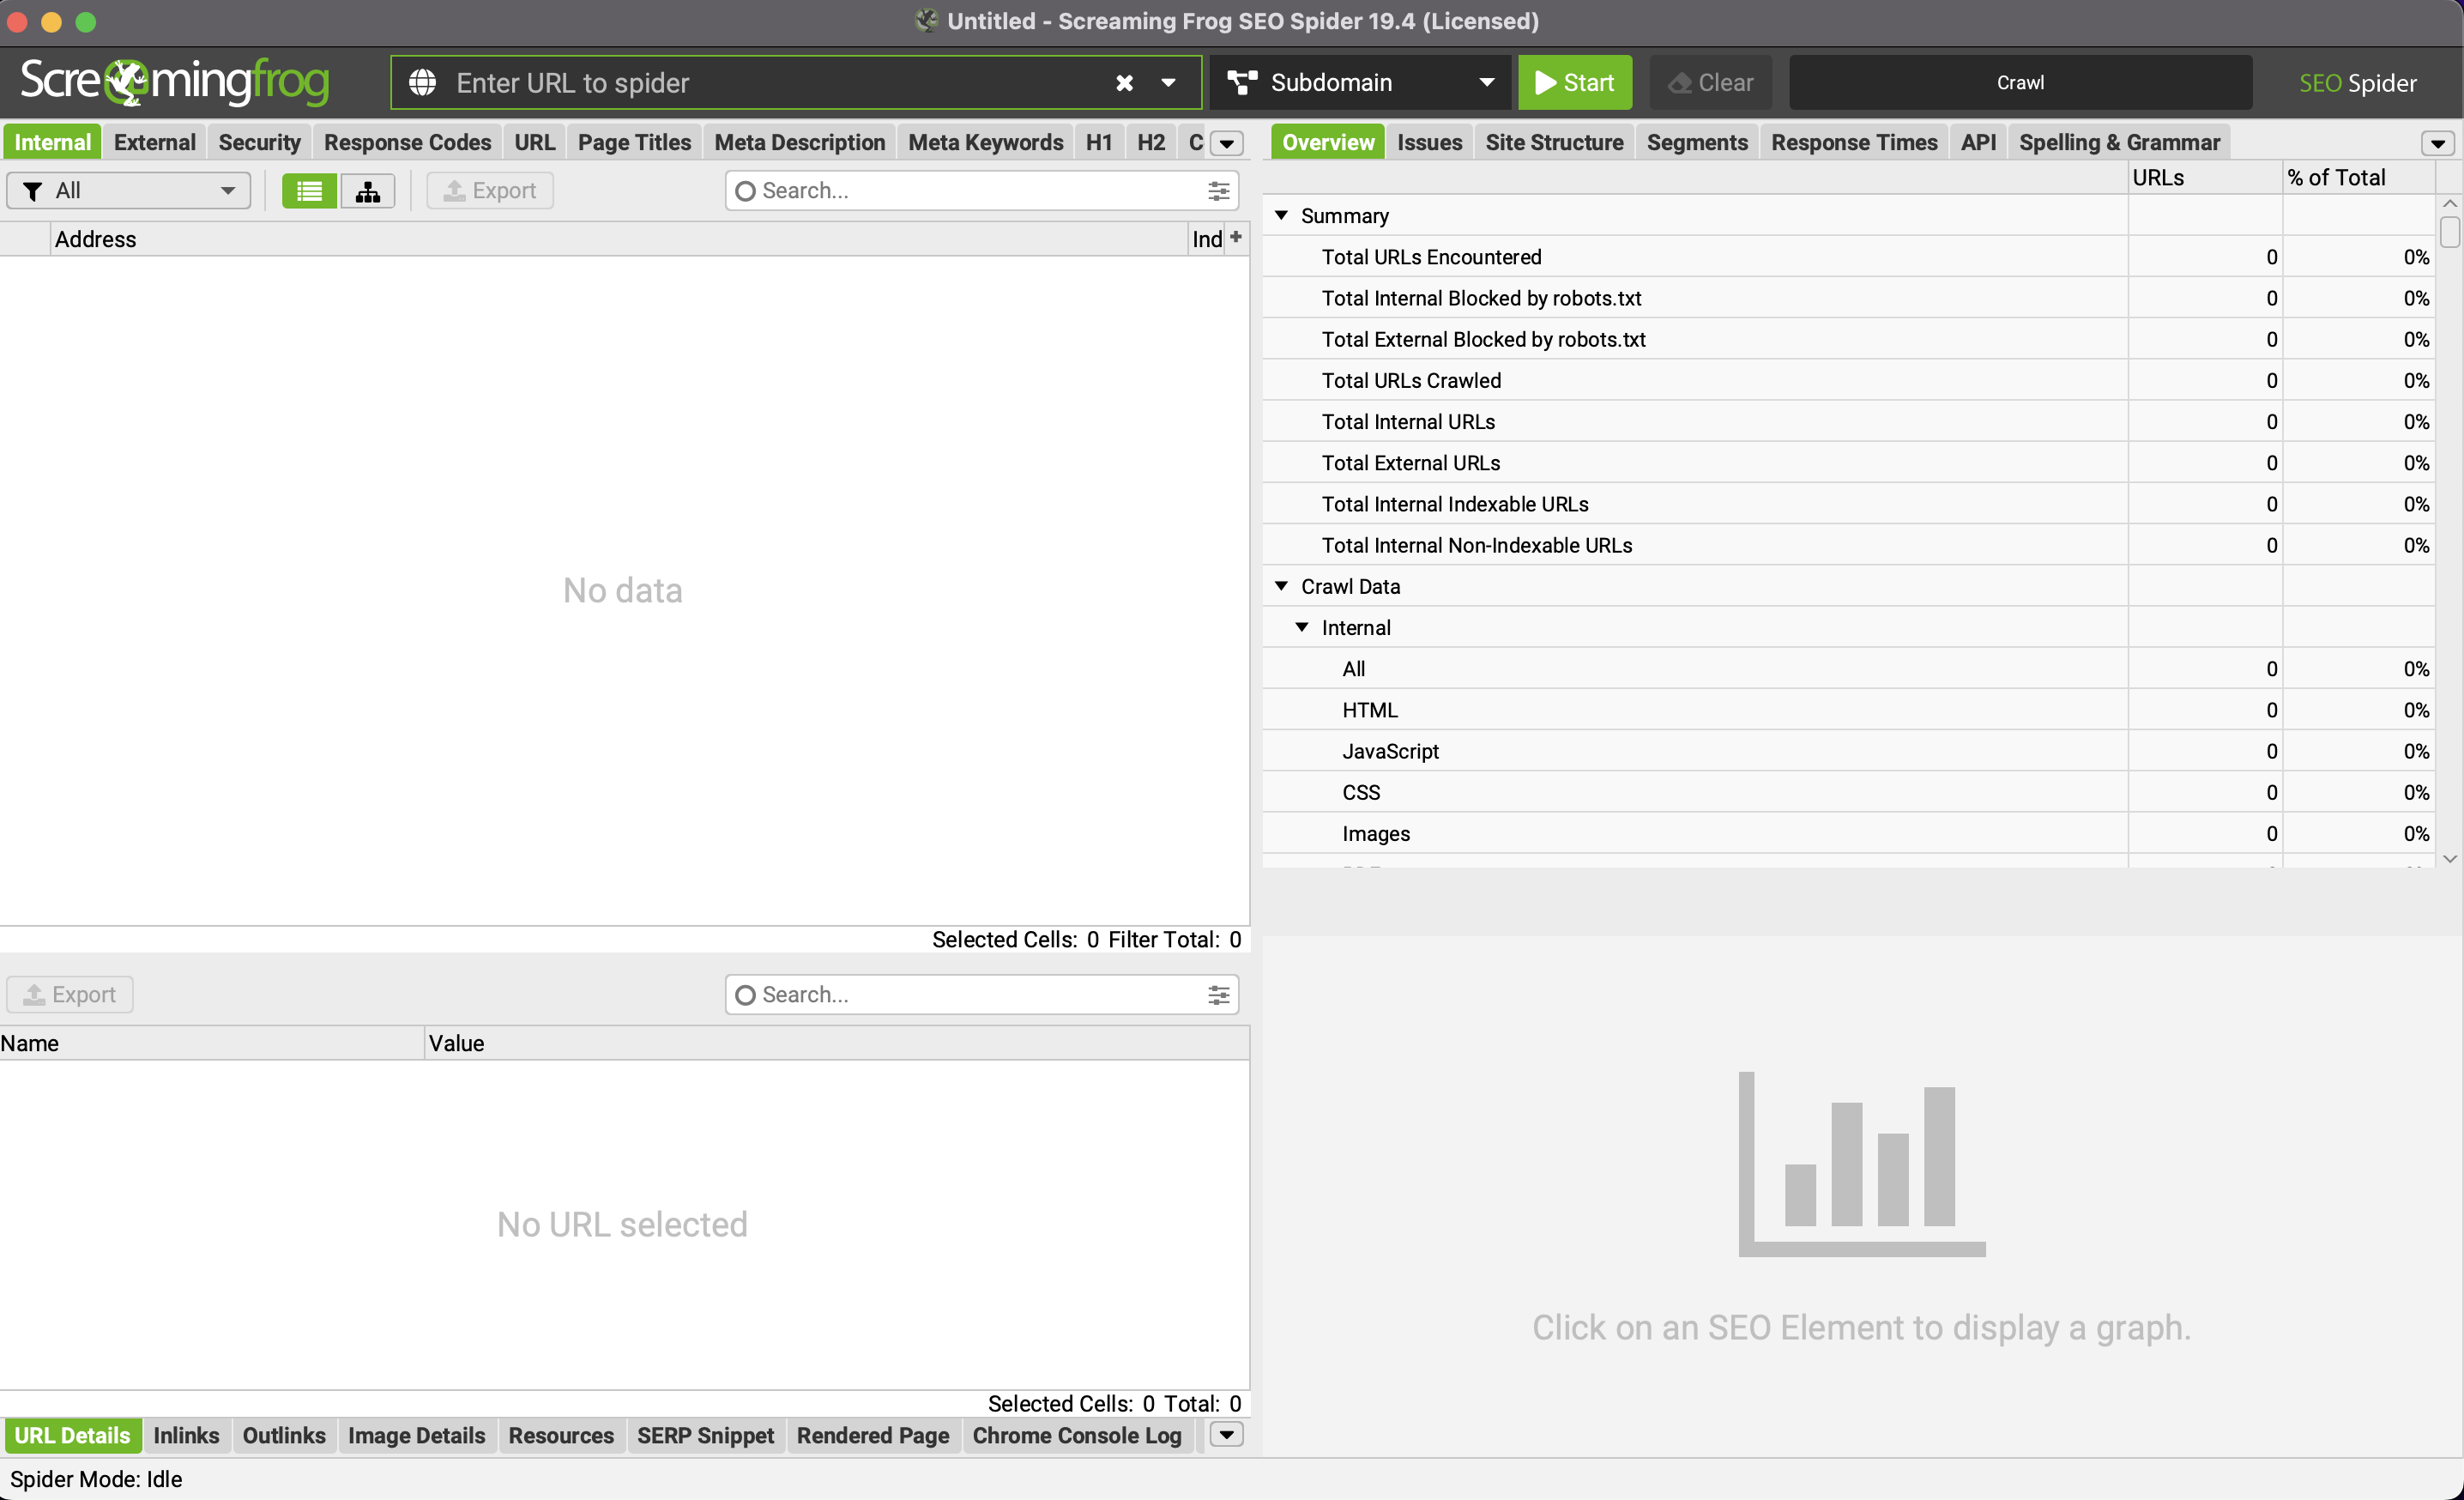 Untitled - Screaming Frog SEO Spider 19.4 (Licensed)
Screamingfrog
Enter URL to spider
Subdomain
Start
Clear
Crawl
SEO Spider
Internal External Security Response Codes URL Page Titles Meta Description Meta Keywords H1 H2 C
Overview Issues Site Structure Segments Response Times API Spelling & Grammar
All
Export
Search...
Address Ind +
No data
Selected Cells: 0 Filter Total: 0
Export
Search...
Name Value
No URL selected
Selected Cells: 0 Total: 0
URL Details Inlinks Outlinks Image Details Resources SERP Snippet Rendered Page Chrome Console Log
Spider Mode: Idle
URLs % of Total
Summary
Total URLs Encountered 0 0%
Total Internal Blocked by robots.txt 0 0%
Total External Blocked by robots.txt 0 0%
Total URLs Crawled 0 0%
Total Internal URLs 0 0%
Total External URLs 0 0%
Total Internal Indexable URLs 0 0%
Total Internal Non-Indexable URLs 0 0%
Crawl Data
Internal
All 0 0%
HTML 0 0%
JavaScript 0 0%
CSS 0 0%
Images 0 0%
Click on an SEO Element to display a graph.